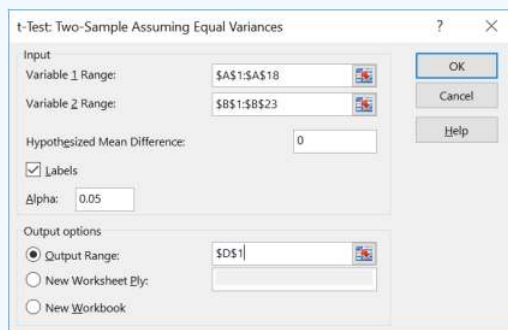 t-Test: Two-Sample Assuming Equal Variances ? ×
Input
Variable 1 Range: $A$1:$A$18
Variable 2 Range: $B$1:$B$23
Hypothesized Mean Difference: 0
Labels
Alpha: 0.05
OK
Cancel
Help
Output options
Output Range: $D$1
New Worksheet Ply:
New Workbook